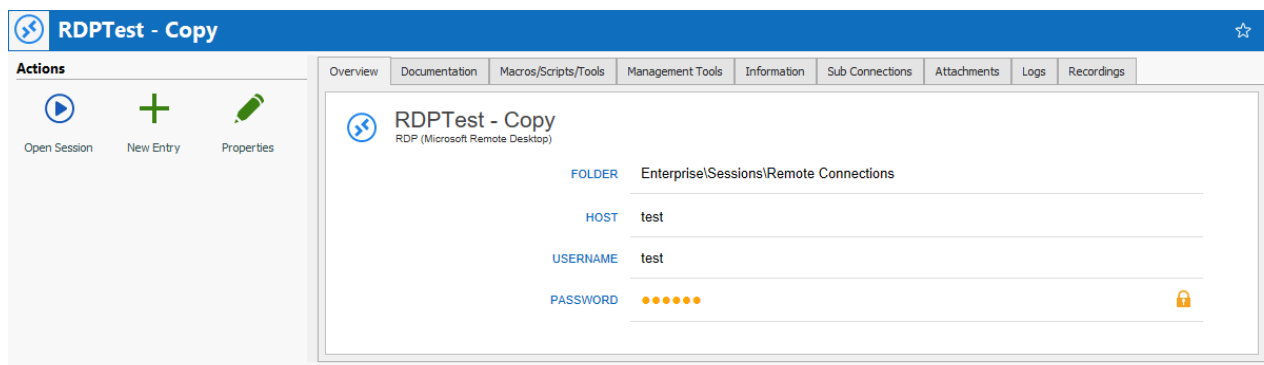 RDPTest - Copy
Actions
Open Session New Entry Properties
Overview Documentation Macros/Scripts/Tools Management Tools Information Sub Connections Attachments Logs Recordings
RDPTest - Copy
RDP (Microsoft Remote Desktop)
FOLDER Enterprise\Sessions\Remote Connections
HOST test
USERNAME test
PASSWORD ●●●●●●